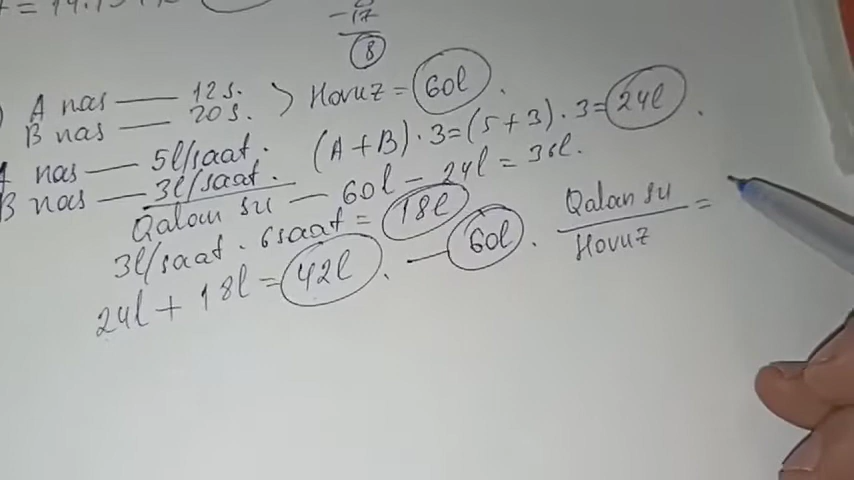 -17
8
A nas — 12s.
B nas — 20s. > Hovuz = 60l.
nas — 5l/saat. (A+B)·3=(5+3)·3=24l.
B nas — 3l/saat.
Qalan su — 60l - 24l = 36l.
3l/saat · 6saat = 18l
24l + 18l = 42l. — 60l. Qalan su / Hovuz =